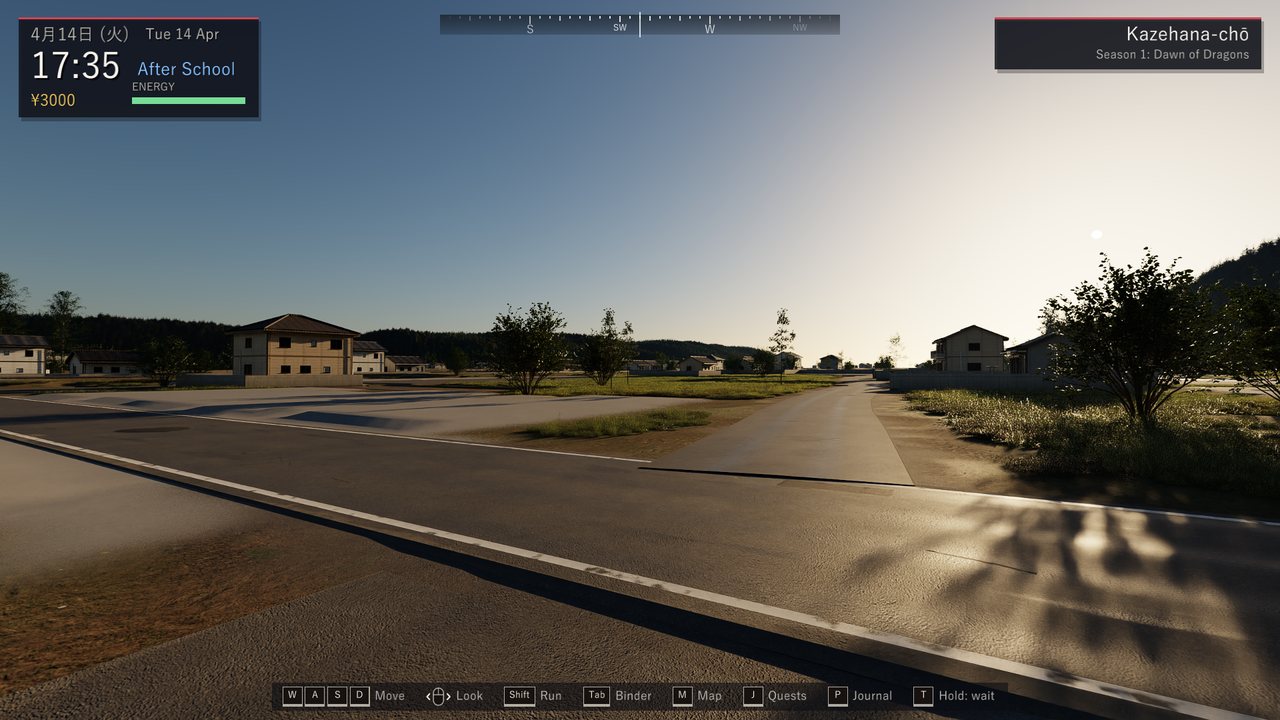 4月14日 (火) Tue 14 Apr
17:35 After School
ENERGY
¥3000
S SW W NW
Kazehana-chō
Season 1: Dawn of Dragons
W A S D Move Look Shift Run Tab Binder M Map J Quests P Journal T Hold: wait